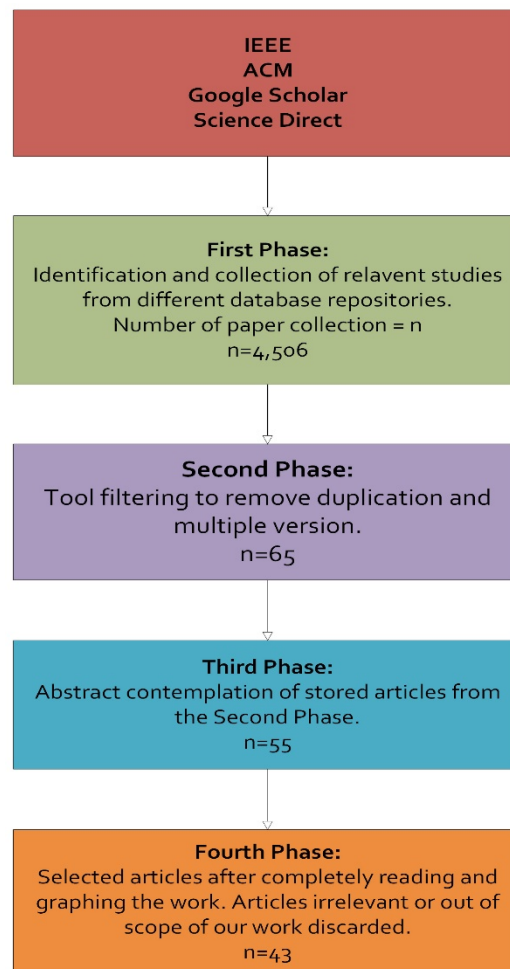 IEEE
ACM
Google Scholar
Science Direct
First Phase:
Identification and collection of relavent studies
from different database repositories.
Number of paper collection = n
n=4,506
Second Phase:
Tool filtering to remove duplication and
multiple version.
n=65
Third Phase:
Abstract contemplation of stored articles from
the Second Phase.
n=55
Fourth Phase:
Selected articles after completely reading and
graphing the work. Articles irrelevant or out of
scope of our work discarded.
n=43